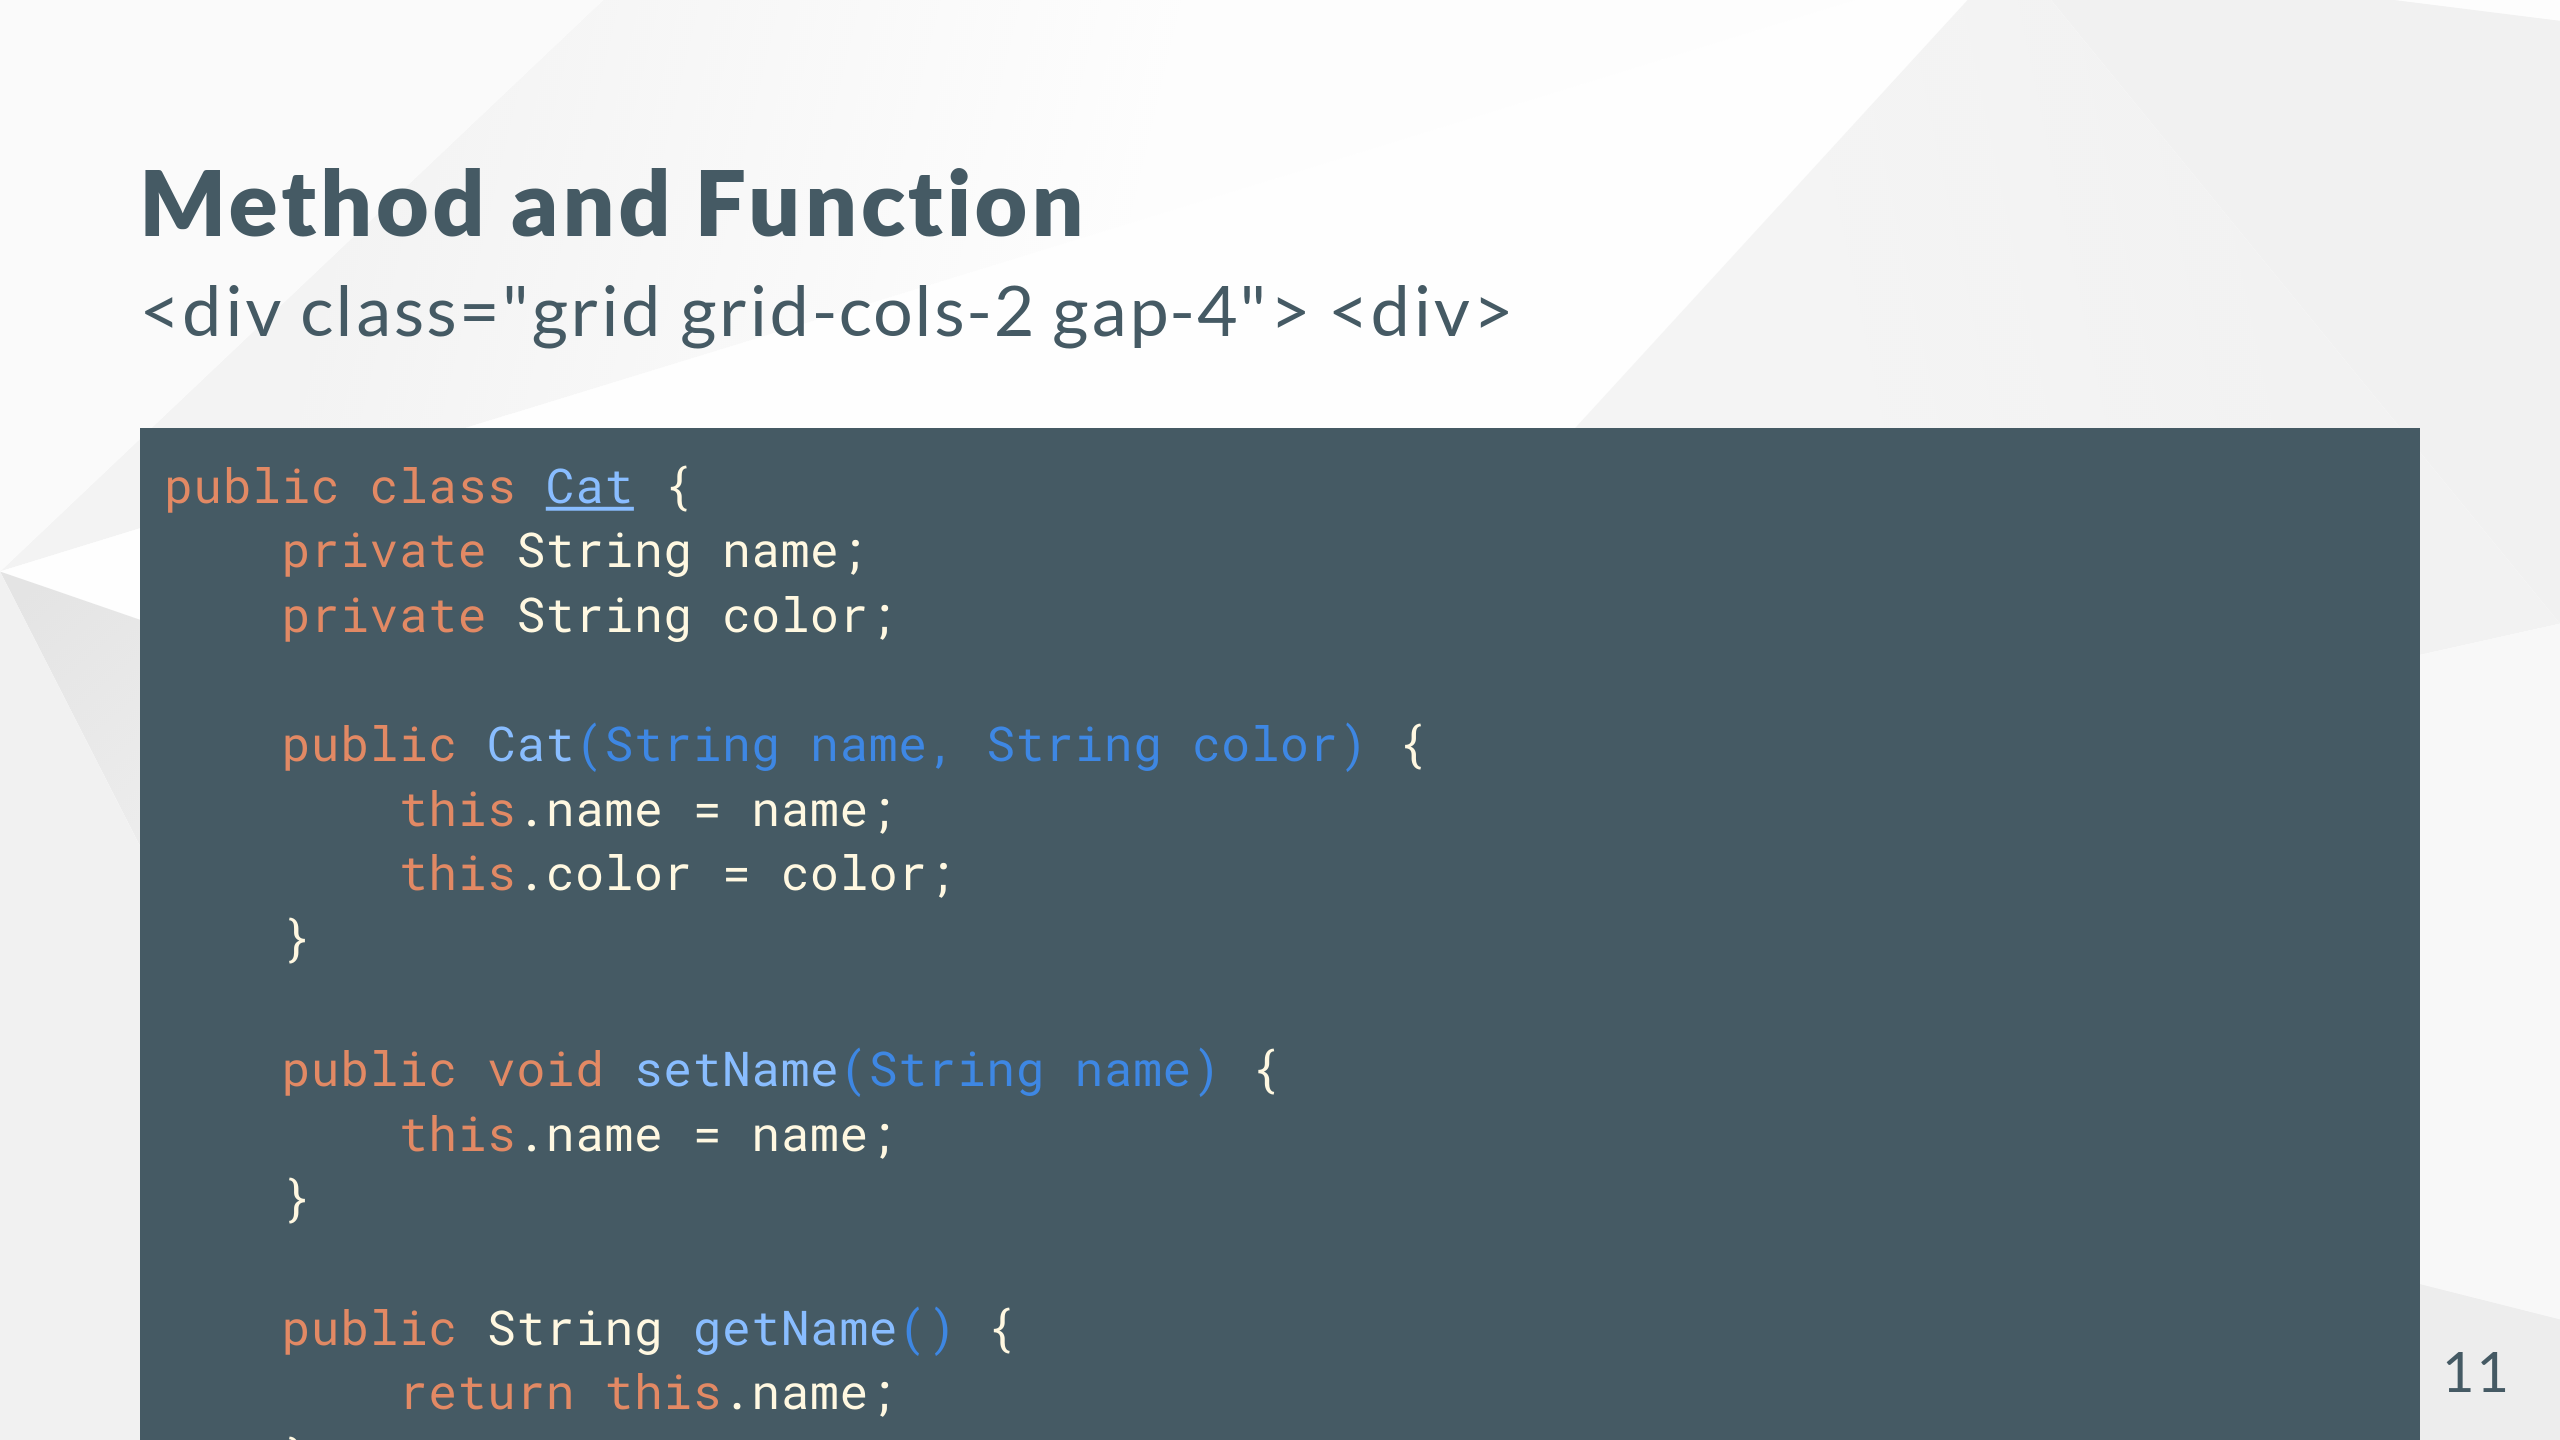 Method and Function
<div class="grid grid-cols-2 gap-4"> <div>
public class Cat {
    private String name;
    private String color;

    public Cat(String name, String color) {
        this.name = name;
        this.color = color;
    }

    public void setName(String name) {
        this.name = name;
    }

    public String getName() {
        return this.name;
11